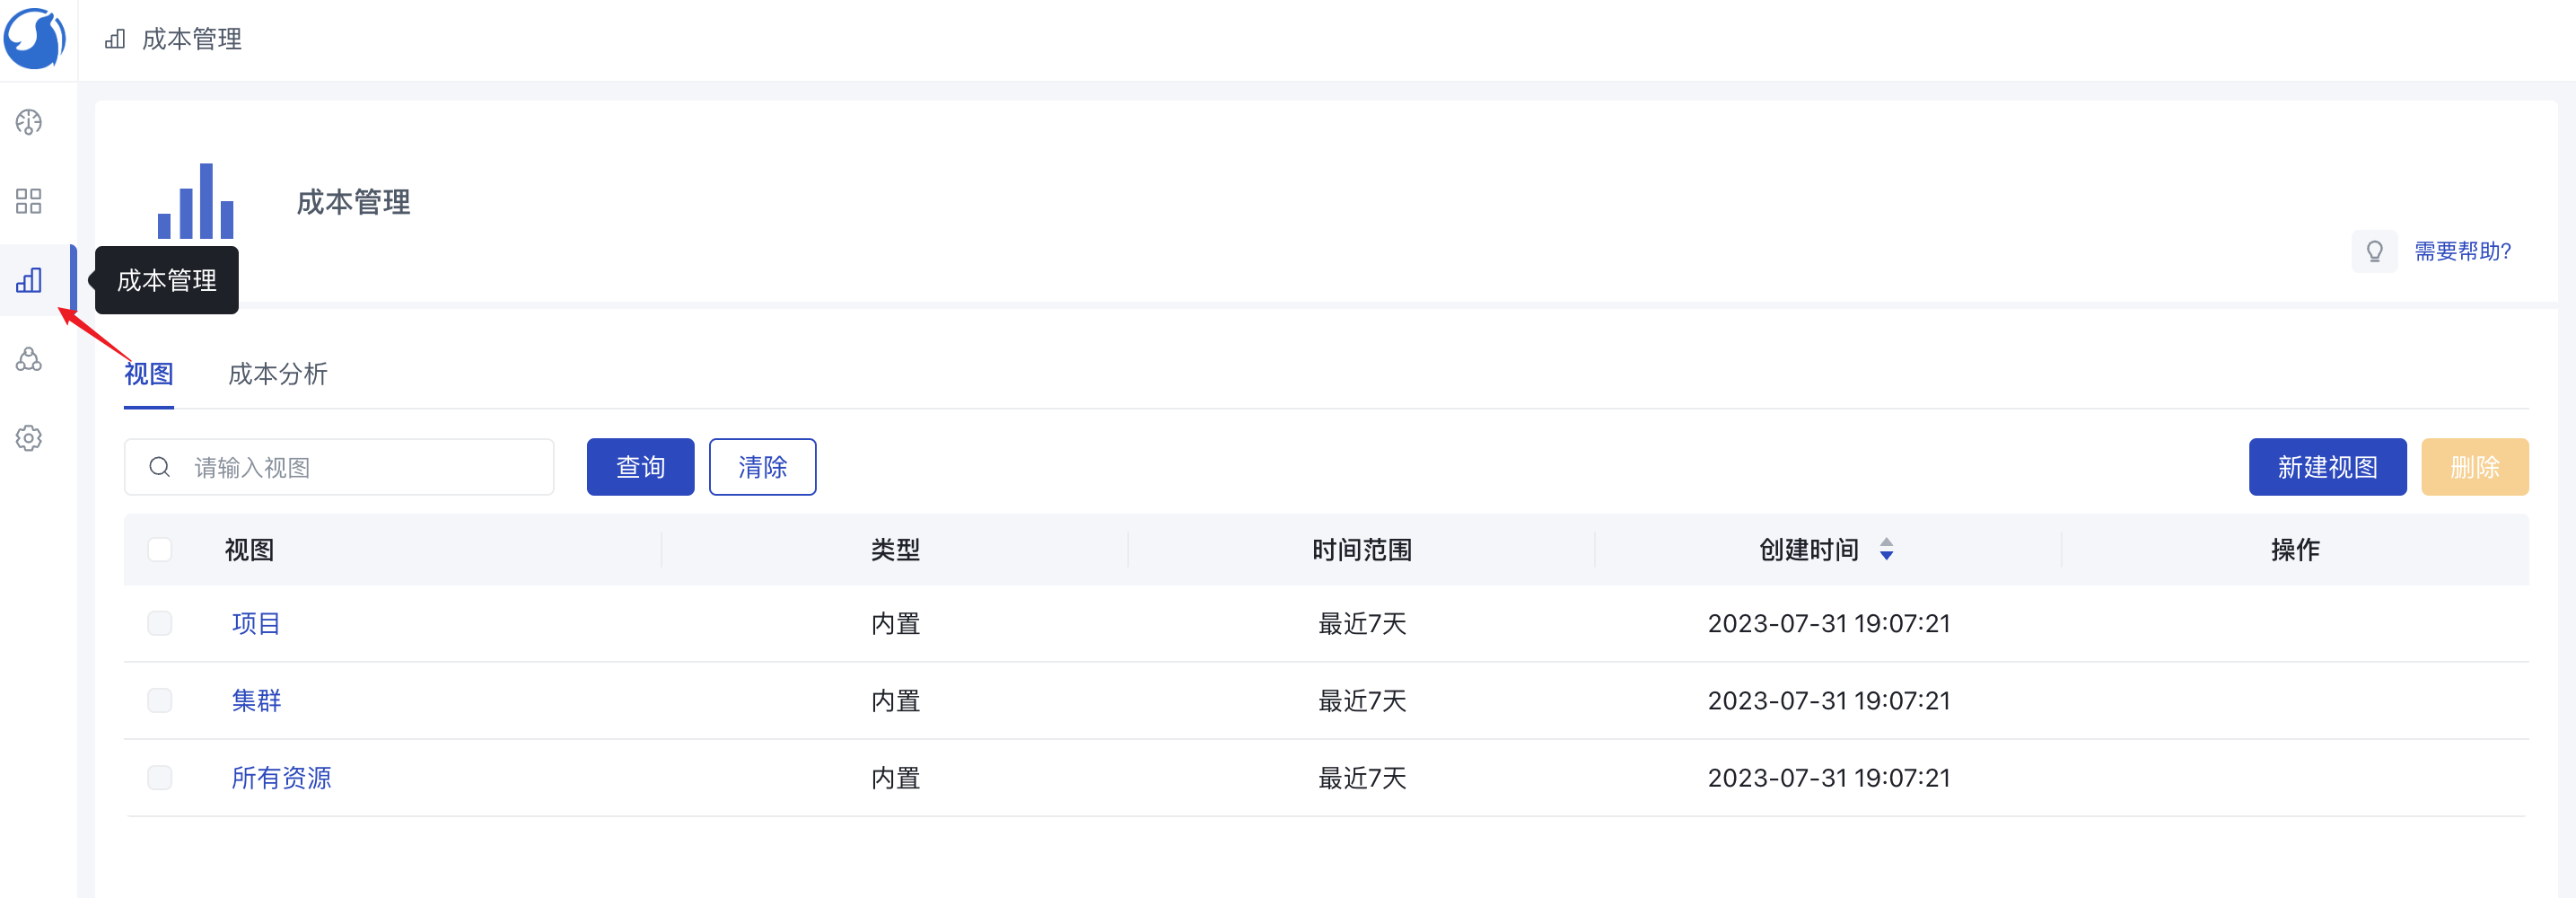 成本管理
成本管理
需要帮助?
成本管理
视图
成本分析
请输入视图
查询
清除
新建视图
删除
视图
类型
时间范围
创建时间
操作
项目
内置
最近7天
2023-07-31 19:07:21
集群
内置
最近7天
2023-07-31 19:07:21
所有资源
内置
最近7天
2023-07-31 19:07:21